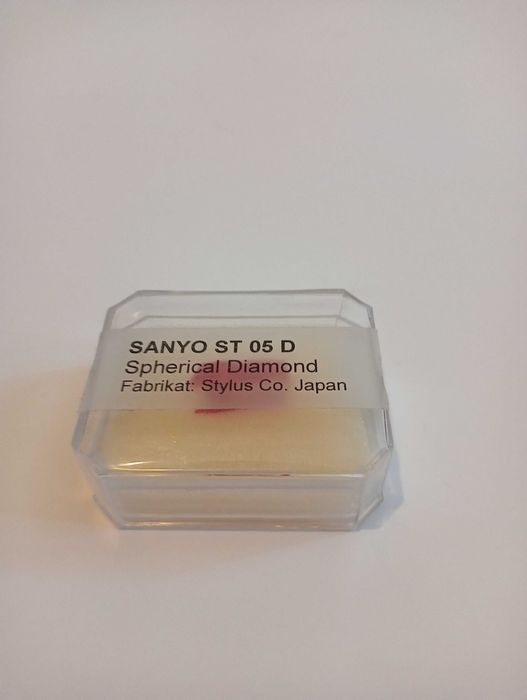 SANYO ST 05 D
Spherical Diamond
Fabrikat: Stylus Co. Japan